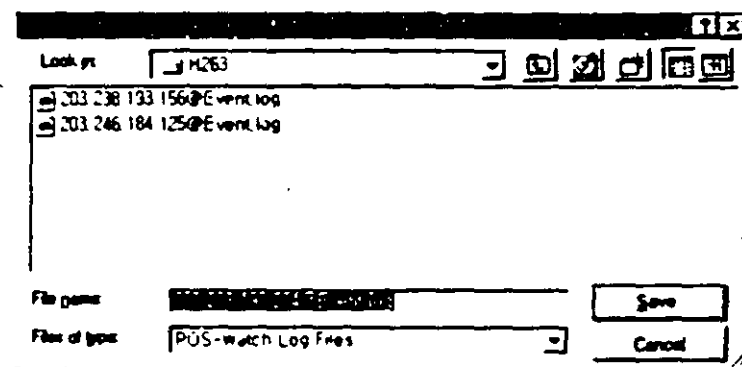 Look in:
H263
203.238.133.156@Event.log
203.246.184.125@Event.log
File name:
Save
Files of type:
POS-Watch Log Files
Cancel